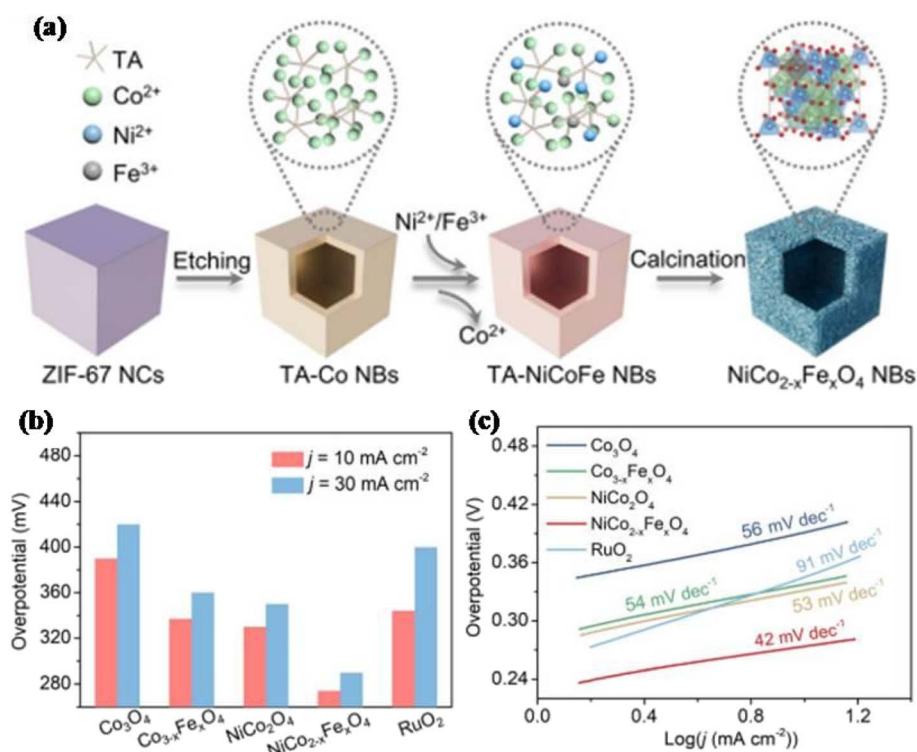 (a)
TA
Co²⁺
Ni²⁺
Fe³⁺
Etching
Ni²⁺/Fe³⁺
Co²⁺
Calcination
ZIF-67 NCs
TA-Co NBs
TA-NiCoFe NBs
NiCo₂₋ₓFeₓO₄ NBs
(b)
Overpotential (mV)
480
440
400
360
320
280
j = 10 mA cm⁻²
j = 30 mA cm⁻²
Co₃O₄
Co₃₋ₓFeₓO₄
NiCo₂O₄
NiCo₂₋ₓFeₓO₄
RuO₂
(c)
Overpotential (V)
0.48
0.42
0.36
0.30
0.24
Co₃O₄
Co₃₋ₓFeₓO₄
NiCo₂O₄
NiCo₂₋ₓFeₓO₄
RuO₂
56 mV dec⁻¹
91 mV dec⁻¹
54 mV dec⁻¹
53 mV dec⁻¹
42 mV dec⁻¹
0.0
0.4
0.8
1.2
Log(j (mA cm⁻²)